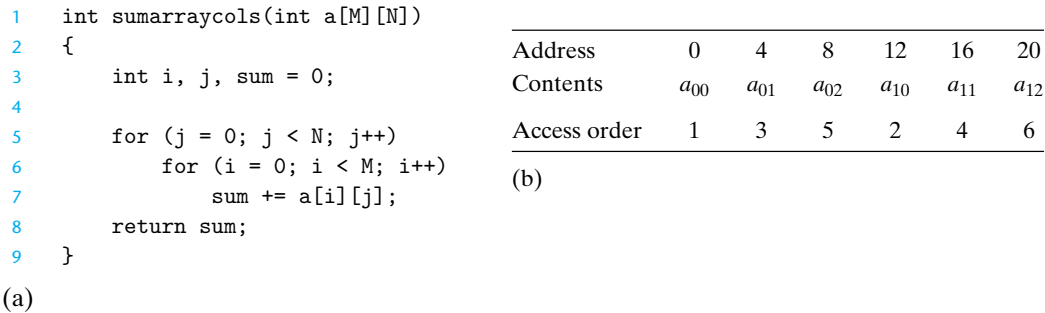 1 int sumarraycols(int a[M][N])
2 {
3     int i, j, sum = 0;
4
5     for (j = 0; j < N; j++)
6         for (i = 0; i < M; i++)
7             sum += a[i][j];
8     return sum;
9 }
(a)
Address 0 4 8 12 16 20
Contents a00 a01 a02 a10 a11 a12
Access order 1 3 5 2 4 6
(b)